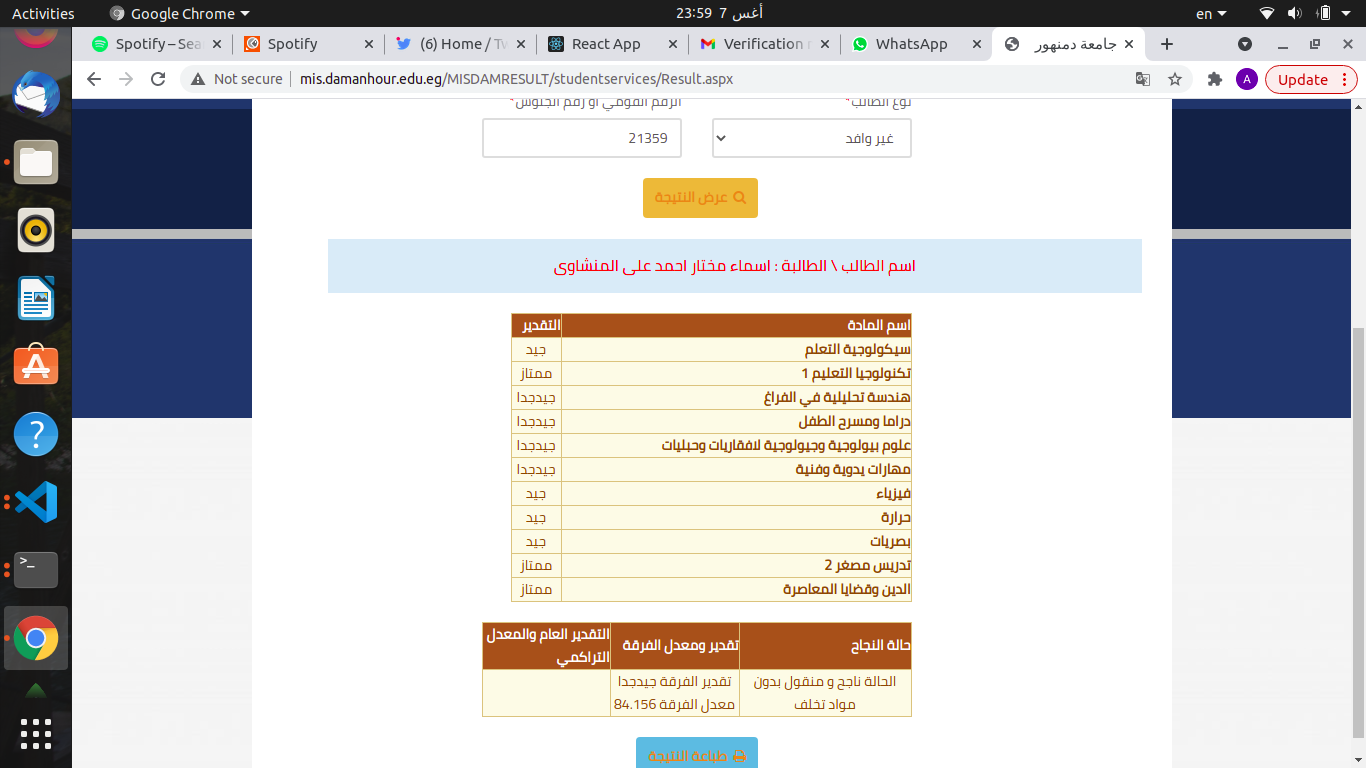 Activities
Google Chrome
23:59 7 أغس
en
Spotify – Sea
Spotify
(6) Home / Tw
React App
Verification
WhatsApp
جامعة دمنهور
Not secure
mis.damanhour.edu.eg/MISDAMRESULT/studentservices/Result.aspx
A
Update
نوع الطالب*
الرقم القومي او رقم الجلوس*
غير وافد
21359
عرض النتيجة
اسم الطالب \ الطالبة : اسماء مختار احمد على المنشاوى
اسم المادة التقدير
سيكولوجية التعلم جيد
تكنولوجيا التعليم 1 ممتاز
هندسة تحليلية في الفراغ جيدجدا
دراما ومسرح الطفل جيدجدا
علوم بيولوجية وجيولوجية لافقاريات وحبليات جيدجدا
مهارات يدوية وفنية جيدجدا
فيزياء جيد
حرارة جيد
بصريات جيد
تدريس مصغر 2 ممتاز
الدين وقضايا المعاصرة ممتاز
حالة النجاح
تقدير ومعدل الفرقة
التقدير العام والمعدل
التراكمي
الحالة ناجح و منقول بدون
مواد تخلف
تقدير الفرقة جيدجدا
معدل الفرقة 84.156
طباعة النتيجة